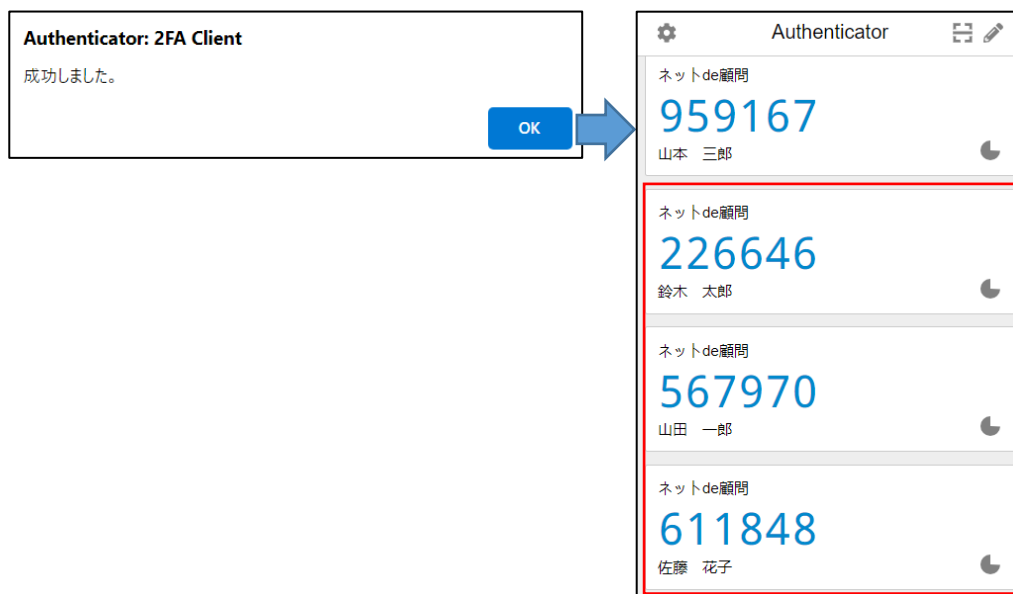 Authenticator: 2FA Client
成功しました。
OK
Authenticator
ネットde顧問
959167
山本　三郎
ネットde顧問
226646
鈴木　太郎
ネットde顧問
567970
山田　一郎
ネットde顧問
611848
佐藤　花子